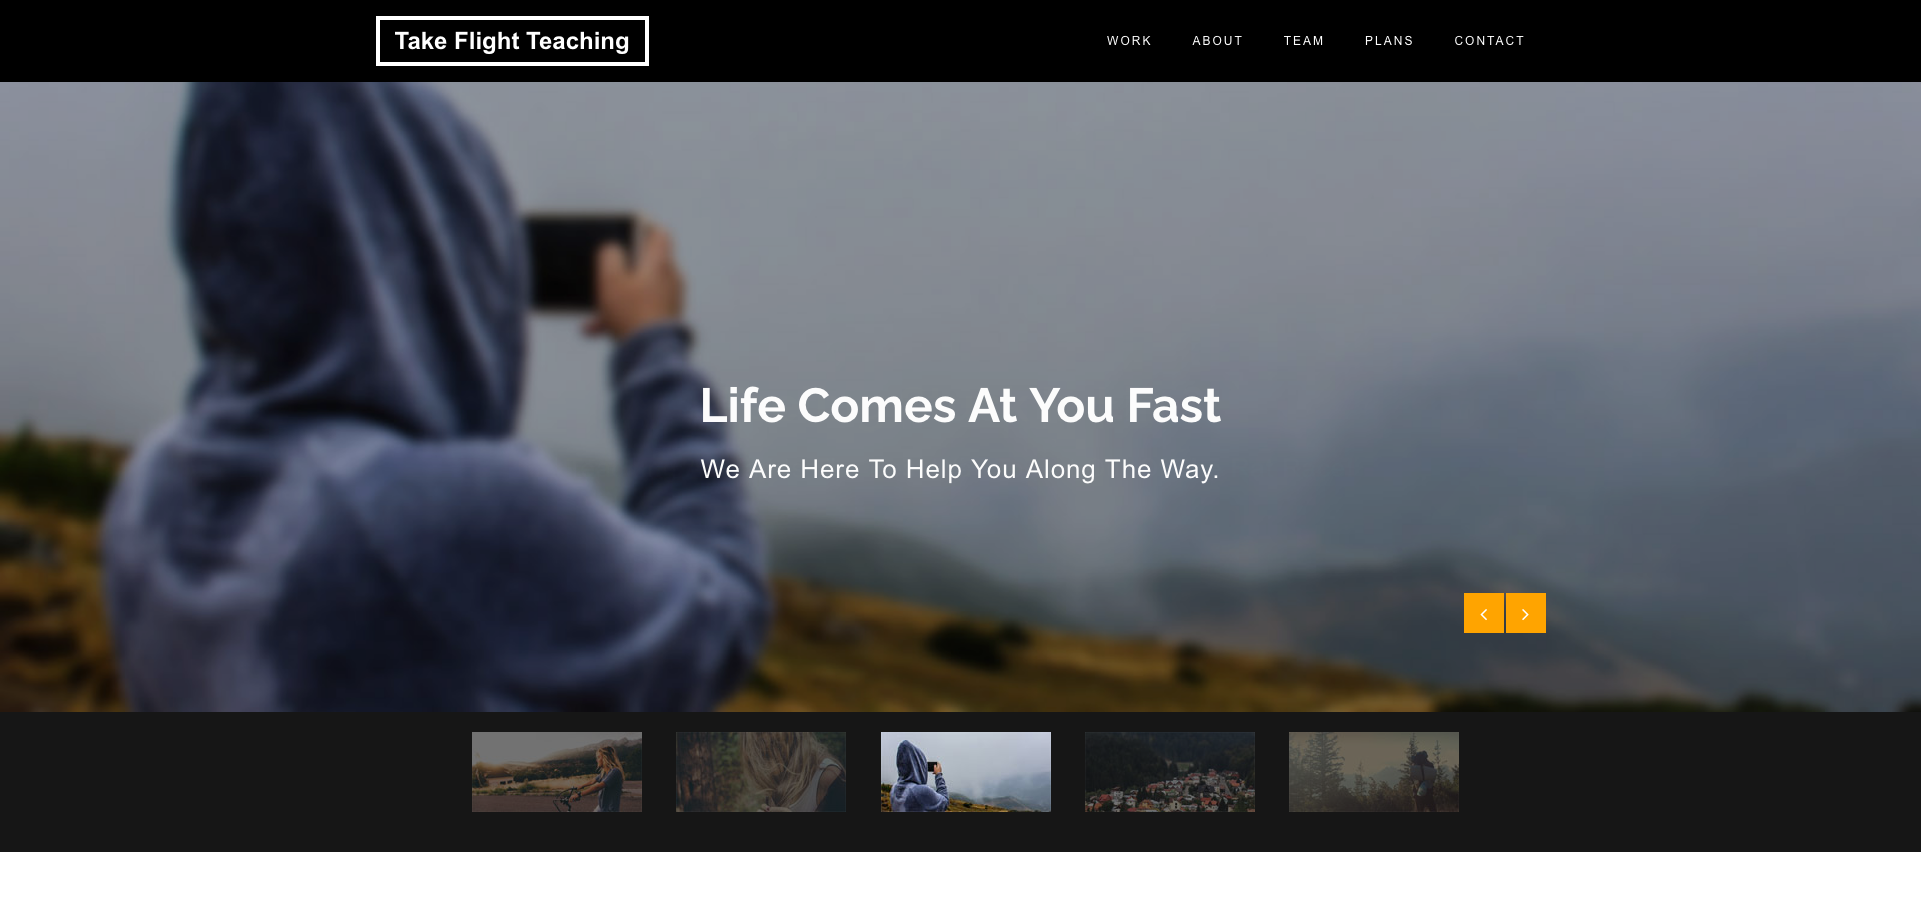 Take Flight Teaching
WORK ABOUT TEAM PLANS CONTACT
Life Comes At You Fast
We Are Here To Help You Along The Way.